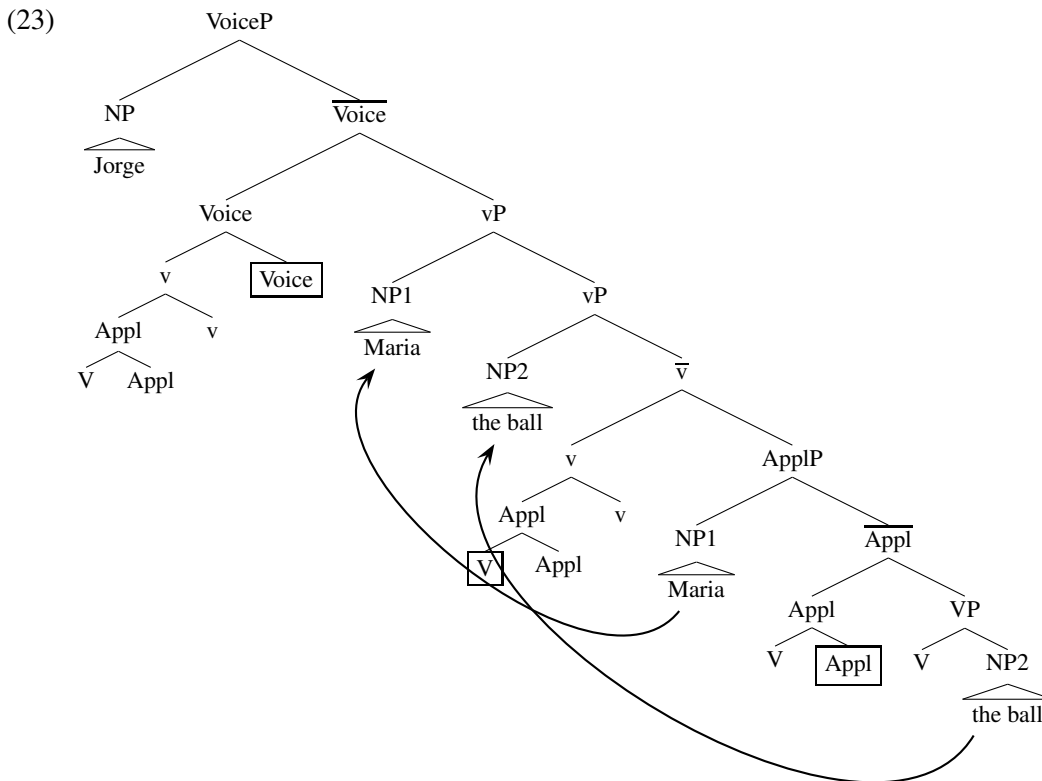 (23)
VoiceP
NP Voice
Jorge
Voice vP
v Voice NP1 vP
Appl v Maria NP2 v
V Appl the ball
v ApplP
Appl v NP1 Appl
V Appl Maria
Appl VP
V Appl V NP2
the ball